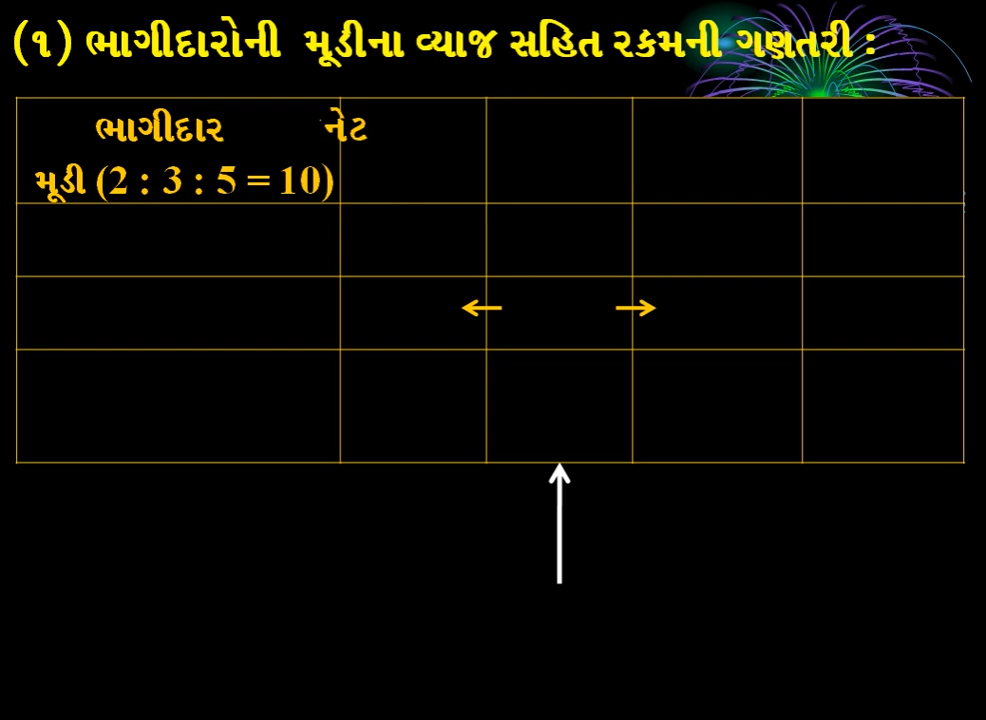 (૧) ભાગીદારોની મૂડીના વ્યાજ સહિત રકમની ગણતરી :
ભાગીદાર નેટ
મૂડી (2 : 3 : 5 = 10)